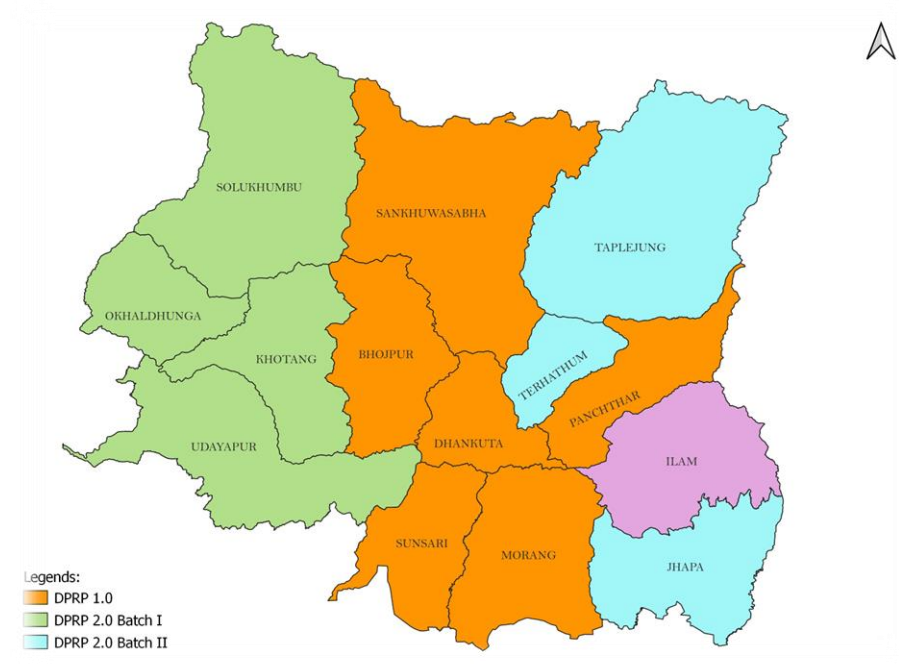 SOLUKHUMBU
SANKHUWASABHA
TAPLEJUNG
OKHALDHUNGA
KHOTANG
BHOJPUR
TERHATHUM
PANCHTHAR
UDAYAPUR
DHANKUTA
ILAM
SUNSARI
MORANG
JHAPA
Legends:
DPRP 1.0
DPRP 2.0 Batch I
DPRP 2.0 Batch II